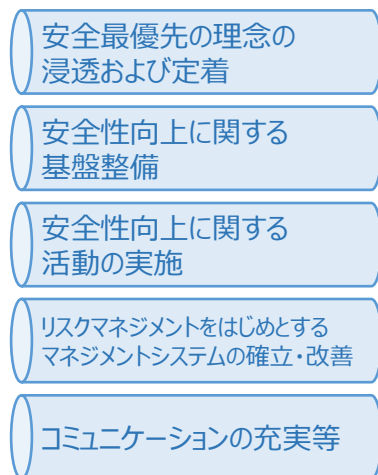 安全最優先の理念の
浸透および定着
安全性向上に関する
基盤整備
安全性向上に関する
活動の実施
リスクマネジメントをはじめとする
マネジメントシステムの確立・改善
コミュニケーションの充実等